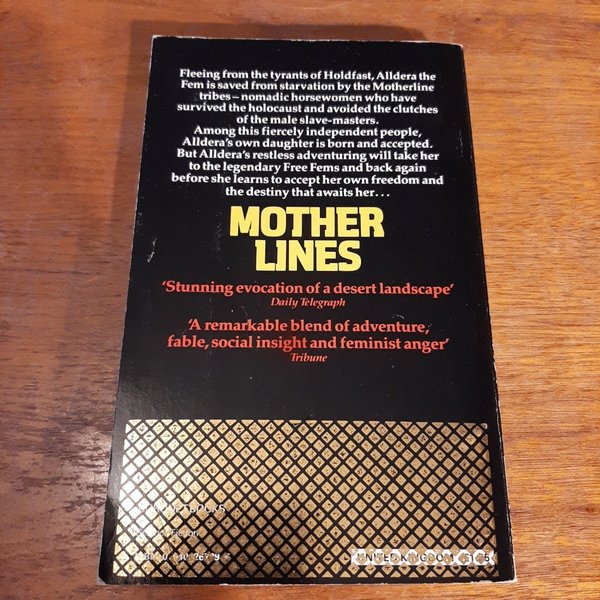 Fleeing from the tyrants of Holdfast, Alldera the
Fem is saved from starvation by the Motherline
tribes – nomadic horsewomen who have
survived the holocaust and avoided the clutches
of the male slave-masters.
Among this fiercely independent people,
Alldera's own daughter is born and accepted.
But Alldera's restless adventuring will take her
to the legendary Free Fems and back again
before she learns to accept her own freedom and
the destiny that awaits her...
MOTHER
LINES
'Stunning evocation of a desert landscape'
Daily Telegraph
'A remarkable blend of adventure,
fable, social insight and feminist anger'
Tribune
BOOKS
UNITED KINGDOM